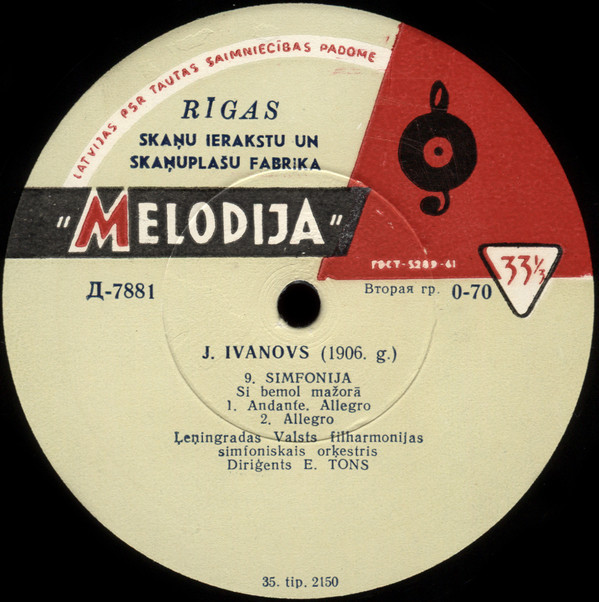 LATVIJAS PSR TAUTAS SAIMNIECĪBAS PADOME
RĪGAS
SKAŅU IERAKSTU UN
SKAŅUPLAŠU FABRIKA
"MELODIJA"
ГОСТ-5289-61
33⅓
Д-7881
Вторая гр. 0-70
J. IVANOVS (1906. g.)
9. SIMFONIJA
Si bemol mažorā
1. Andante. Allegro
2. Allegro
Ļeņingradas Valsts filharmonijas
simfoniskais orķestris
Diriģents E. TONS
35. tip. 2150